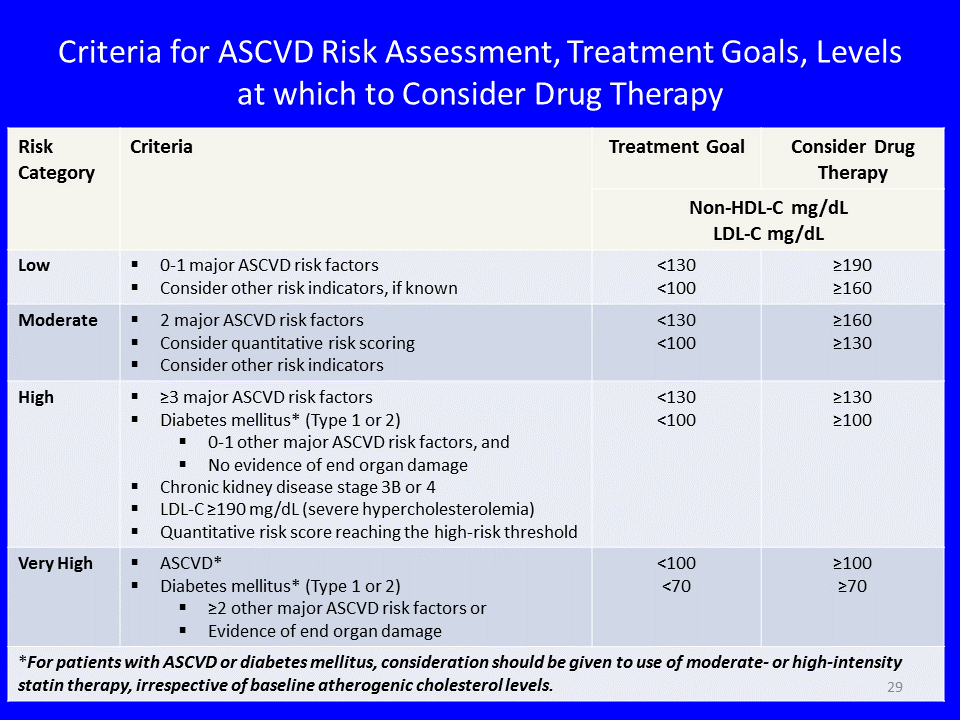 Criteria for ASCVD Risk Assessment, Treatment Goals, Levels
at which to Consider Drug Therapy
Risk
Category
Criteria
Treatment Goal
Consider Drug
Therapy
Non-HDL-C mg/dL
LDL-C mg/dL
Low
▪ 0-1 major ASCVD risk factors
▪ Consider other risk indicators, if known
<130
<100
≥190
≥160
Moderate
▪ 2 major ASCVD risk factors
▪ Consider quantitative risk scoring
▪ Consider other risk indicators
<130
<100
≥160
≥130
High
▪ ≥3 major ASCVD risk factors
▪ Diabetes mellitus* (Type 1 or 2)
▪ 0-1 other major ASCVD risk factors, and
▪ No evidence of end organ damage
▪ Chronic kidney disease stage 3B or 4
▪ LDL-C ≥190 mg/dL (severe hypercholesterolemia)
▪ Quantitative risk score reaching the high-risk threshold
<130
<100
≥130
≥100
Very High
▪ ASCVD*
▪ Diabetes mellitus* (Type 1 or 2)
▪ ≥2 other major ASCVD risk factors or
▪ Evidence of end organ damage
<100
<70
≥100
≥70
*For patients with ASCVD or diabetes mellitus, consideration should be given to use of moderate- or high-intensity
statin therapy, irrespective of baseline atherogenic cholesterol levels.
29